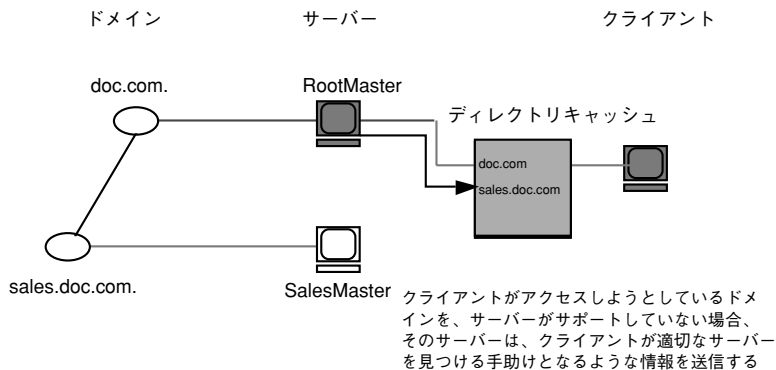 ドメイン
サーバー
クライアント
doc.com.
RootMaster
ディレクトリキャッシュ
doc.com
sales.doc.com
sales.doc.com.
SalesMaster
クライアントがアクセスしようとしているドメ
インを、サーバーがサポートしていない場合、
そのサーバーは、クライアントが適切なサーバー
を見つける手助けとなるような情報を送信する